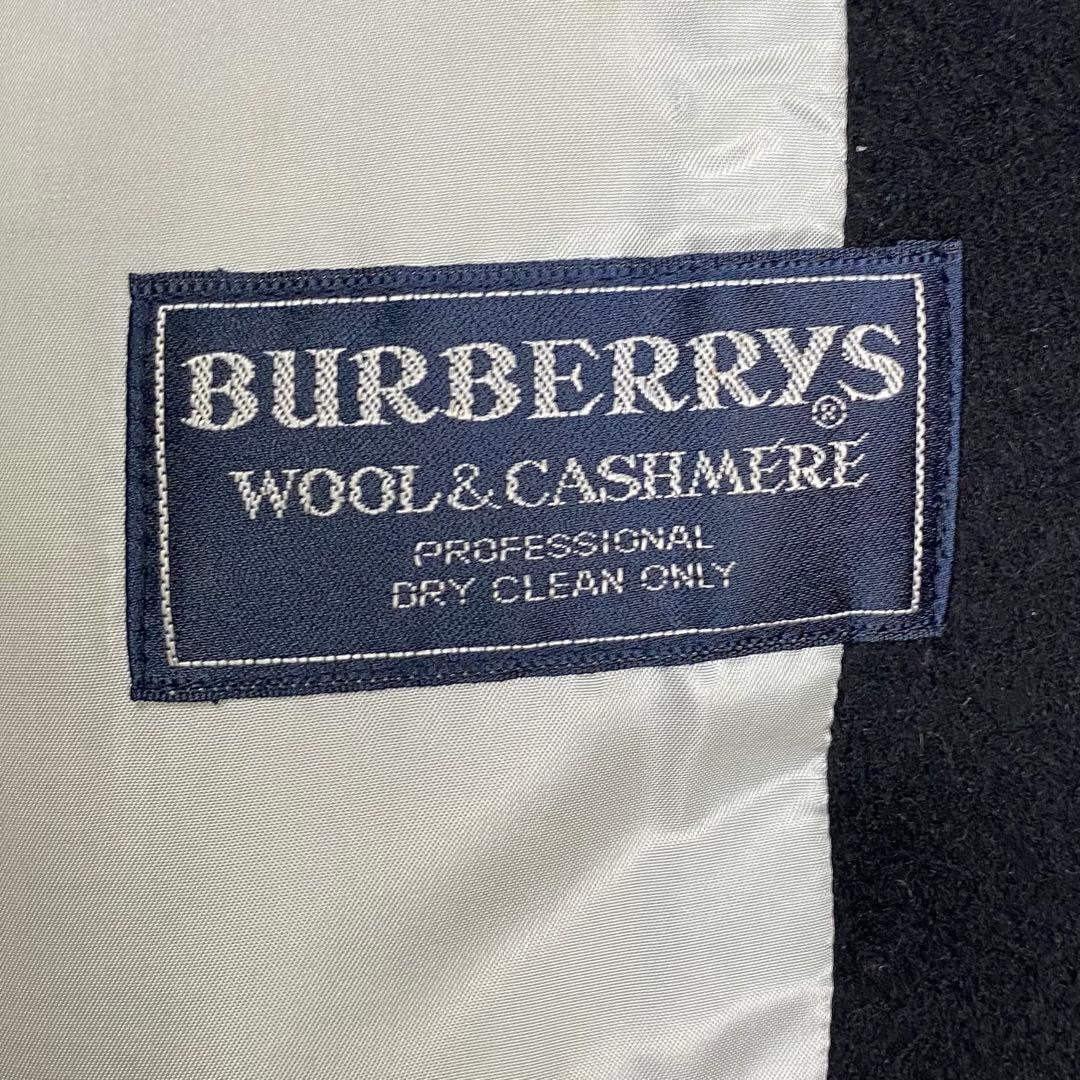 BURBERRYS®
WOOL&CASHMERE
PROFESSIONAL
DRY CLEAN ONLY